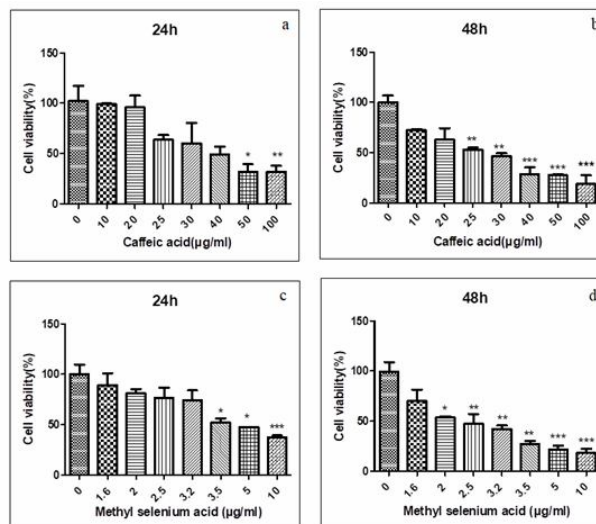 24h
a
Cell viability(%)
150
100
50
0
* **
0 10 20 25 30 40 50 100
Caffeic acid(µg/ml)
48h
b
Cell viability(%)
150
100
50
0
** ** *** *** ***
0 10 20 25 30 40 50 100
Caffeic acid(µg/ml)
24h
c
Cell viability(%)
150
100
50
0
* * ***
0 1.6 2 2.5 3.2 3.5 5 10
Methyl selenium acid (µg/ml)
48h
d
Cell viability(%)
150
100
50
0
* ** ** ** *** ***
0 1.6 2 2.5 3.2 3.5 5 10
Methyl selenium acid (µg/ml)